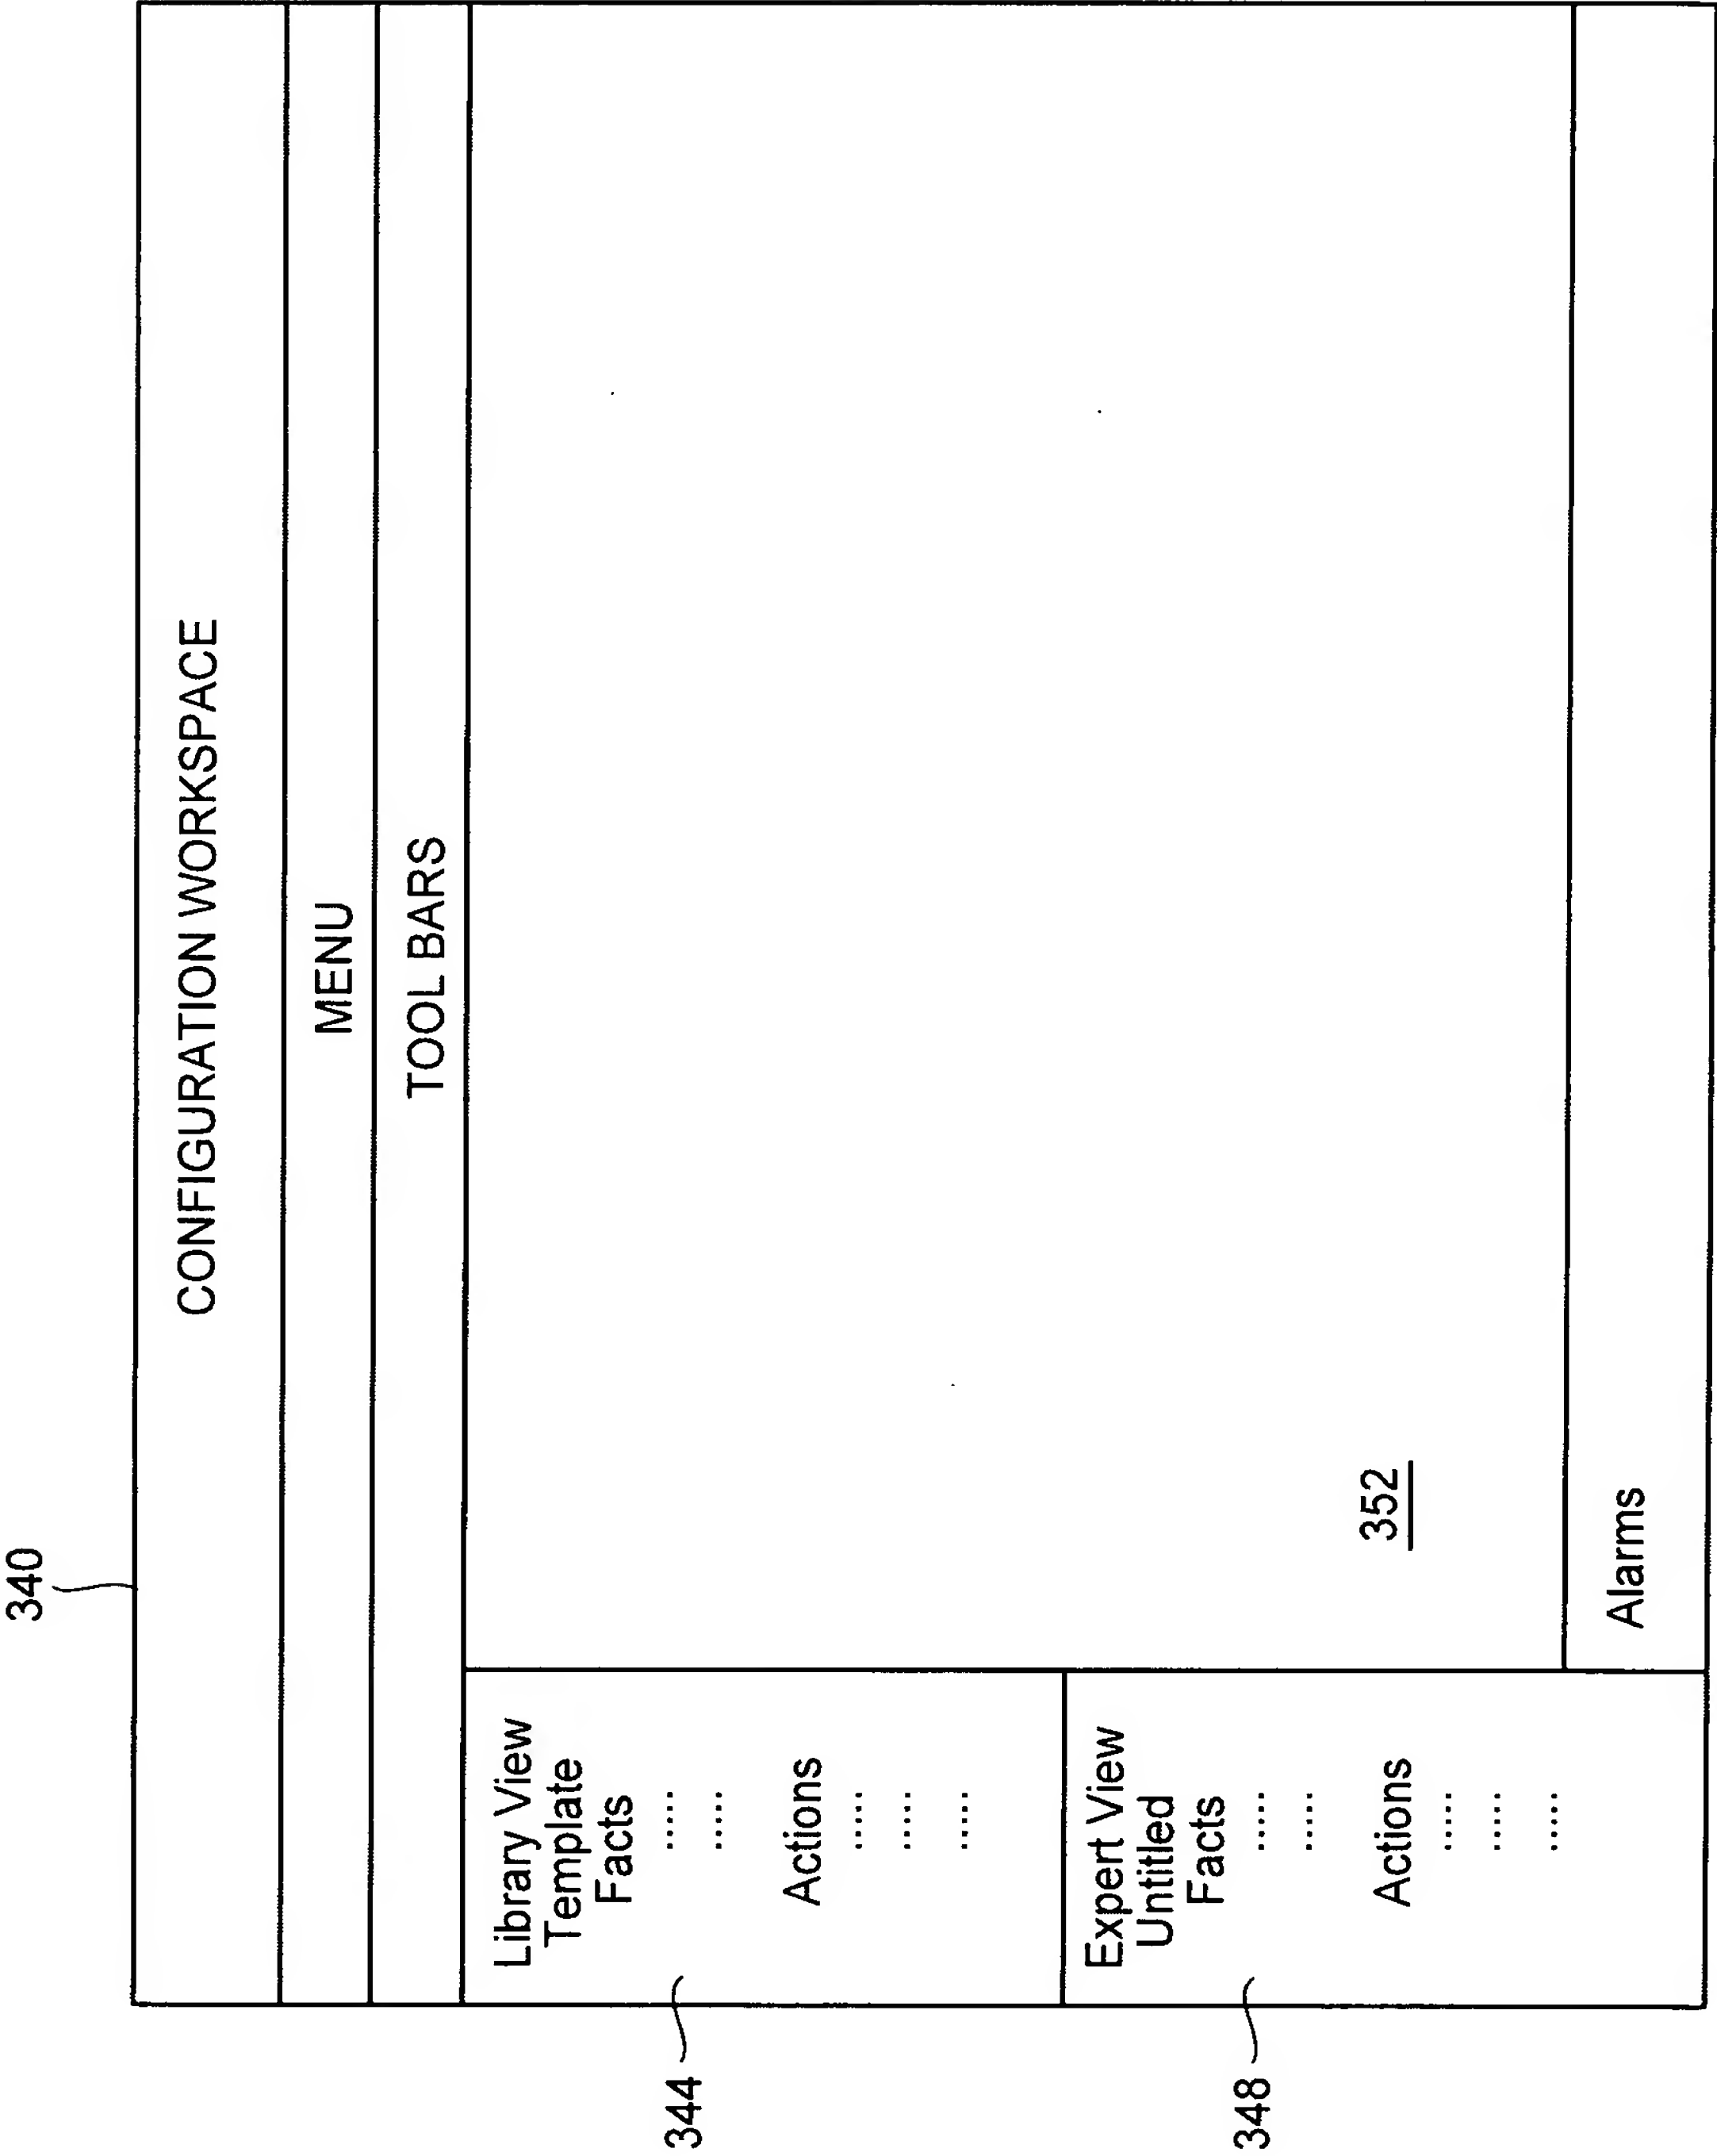 340
CONFIGURATION WORKSPACE
MENU
TOOL BARS
344
Library View
Template
Facts
.....
.....
Actions
.....
.....
.....
348
Expert View
Untitled
Facts
.....
.....
Actions
.....
.....
.....
352
Alarms